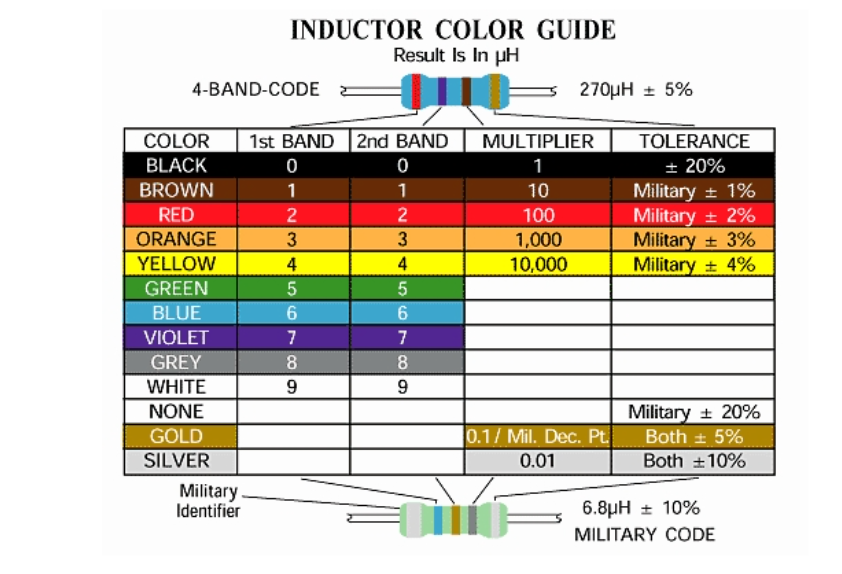 INDUCTOR COLOR GUIDE
Result Is In µH
4-BAND-CODE 270µH ± 5%
COLOR 1st BAND 2nd BAND MULTIPLIER TOLERANCE
BLACK 0 0 1 ± 20%
BROWN 1 1 10 Military ± 1%
RED 2 2 100 Military ± 2%
ORANGE 3 3 1,000 Military ± 3%
YELLOW 4 4 10,000 Military ± 4%
GREEN 5 5
BLUE 6 6
VIOLET 7 7
GREY 8 8
WHITE 9 9
NONE Military ± 20%
GOLD 0.1/ Mil. Dec. Pt. Both ± 5%
SILVER 0.01 Both ±10%
Military
Identifier
6.8µH ± 10%
MILITARY CODE